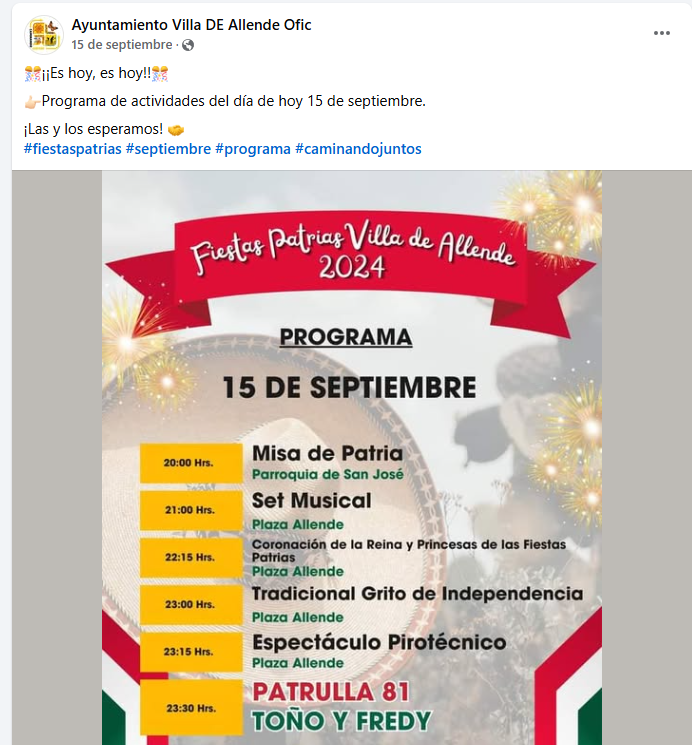 Ayuntamiento Villa DE Allende Ofic
15 de septiembre ·
🎊¡¡Es hoy, es hoy!!🎊
👉🏻Programa de actividades del día de hoy 15 de septiembre.
¡Las y los esperamos! 🤝
#fiestaspatrias #septiembre #programa #caminandojuntos
Fiestas Patrias Villa de Allende
2024
PROGRAMA
15 DE SEPTIEMBRE
20:00 Hrs.
Misa de Patria
Parroquia de San José
21:00 Hrs.
Set Musical
Plaza Allende
22:15 Hrs.
Coronación de la Reina y Princesas de las Fiestas
Patrias
Plaza Allende
23:00 Hrs.
Tradicional Grito de Independencia
Plaza Allende
23:15 Hrs.
Espectáculo Pirotécnico
Plaza Allende
23:30 Hrs.
PATRULLA 81
TOÑO Y FREDY